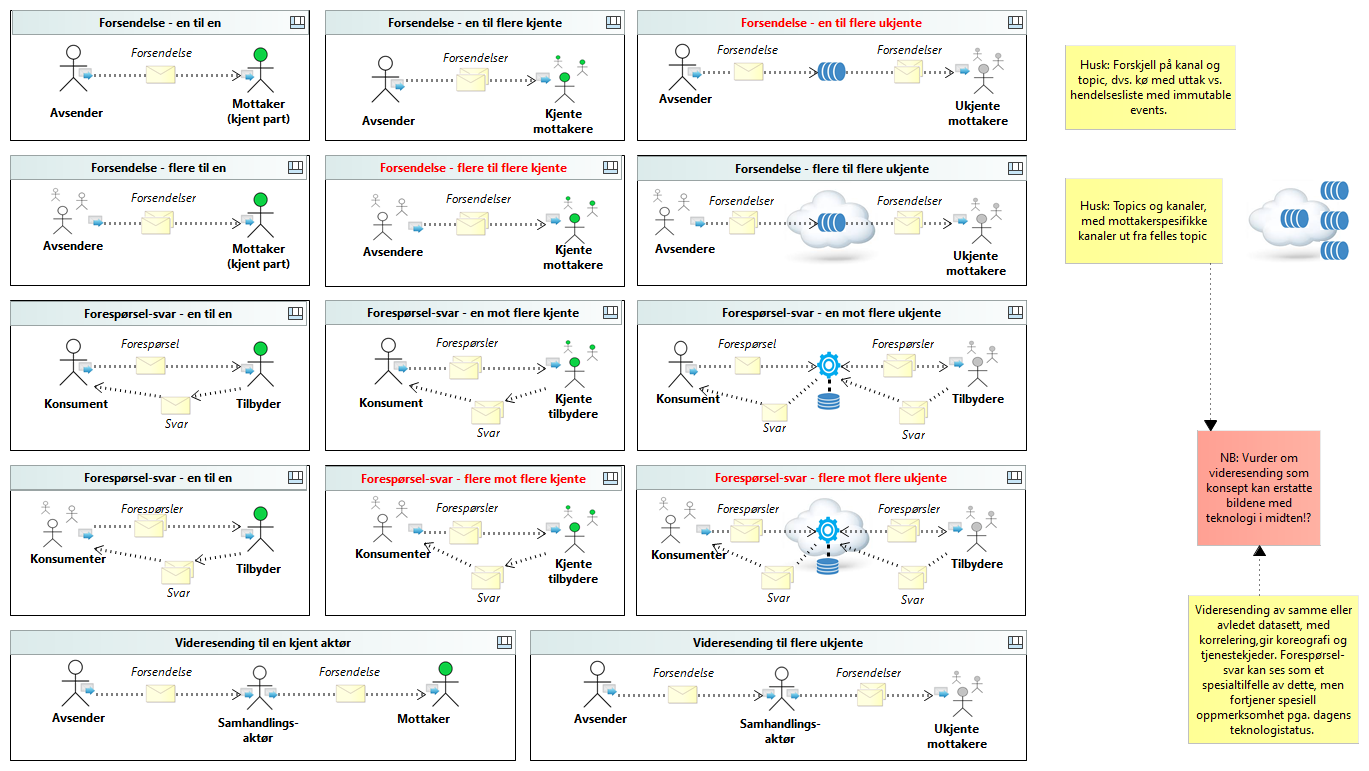 Forsendelse - en til en
Forsendelse
Avsender
Mottaker
(kjent part)
Forsendelse - en til flere kjente
Forsendelser
Avsender
Kjente
mottakere
Forsendelse - en til flere ukjente
Forsendelse
Forsendelser
Avsender
Ukjente
mottakere
Husk: Forskjell på kanal og
topic, dvs. kø med uttak vs.
hendelsesliste med immutable
events.
Forsendelse - flere til en
Forsendelser
Avsendere
Mottaker
(kjent part)
Forsendelse - flere til flere kjente
Forsendelser
Avsendere
Kjente
mottakere
Forsendelse - flere til flere ukjente
Forsendelser
Forsendelser
Avsendere
Ukjente
mottakere
Husk: Topics og kanaler,
med mottakerspesifikke
kanaler ut fra felles topic
Forespørsel-svar - en til en
Forespørsel
Konsument
Tilbyder
Svar
Forespørsel-svar - en mot flere kjente
Forespørsler
Konsument
Kjente
tilbydere
Svar
Forespørsel-svar - en mot flere ukjente
Forespørsel
Forespørsler
Konsument
Tilbydere
Svar
Svar
NB: Vurder om
videresending som
konsept kan erstatte
bildene med
teknologi i midten!?
Forespørsel-svar - en til en
Forespørsler
Konsumenter
Tilbyder
Svar
Forespørsel-svar - flere mot flere kjente
Forespørsler
Konsumenter
Kjente
tilbydere
Svar
Forespørsel-svar - flere mot flere ukjente
Forespørsler
Forespørsler
Konsumenter
Tilbydere
Svar
Svar
Videresending av samme eller
avledet datasett, med
korrelering,gir koreografi og
tjenestekjeder. Forespørsel-
svar kan ses som et
spesialtilfelle av dette, men
fortjener spesiell
oppmerksomhet pga. dagens
teknologistatus.
Videresending til en kjent aktør
Forsendelse
Forsendelse
Avsender
Samhandlings-
aktør
Mottaker
Videresending til flere ukjente
Forsendelse
Forsendelser
Avsender
Samhandlings-
aktør
Ukjente
mottakere